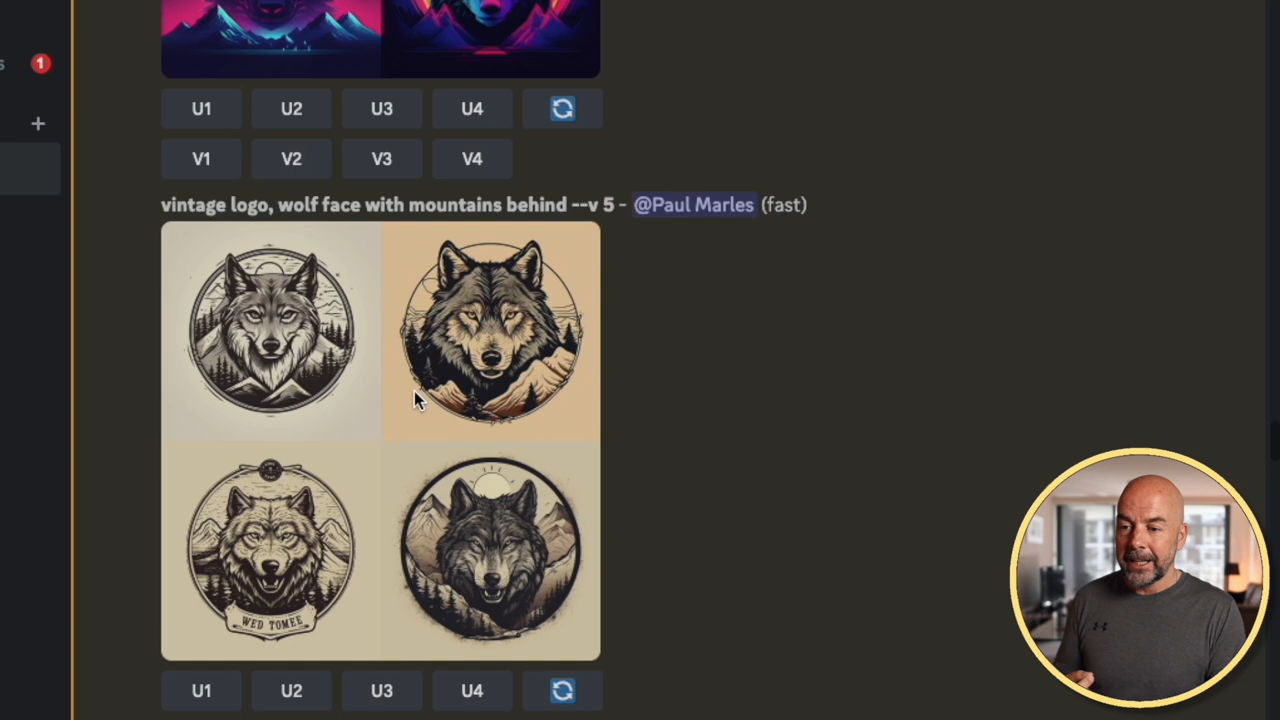 s 1
+
U1 U2 U3 U4
V1 V2 V3 V4
vintage logo, wolf face with mountains behind --v 5 - @Paul Marles (fast)
WED TOMEE
U1 U2 U3 U4